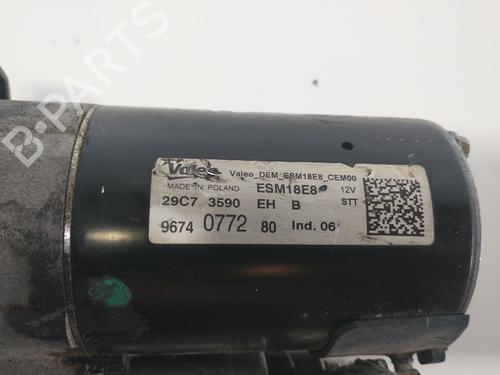 Valeo Valeo_DEM_ESM18E8_CEM00
MADE IN POLAND ESM18E8 12V
29C7 3590 EH B STT
9674 0772 80 Ind. 06
B-PARTS